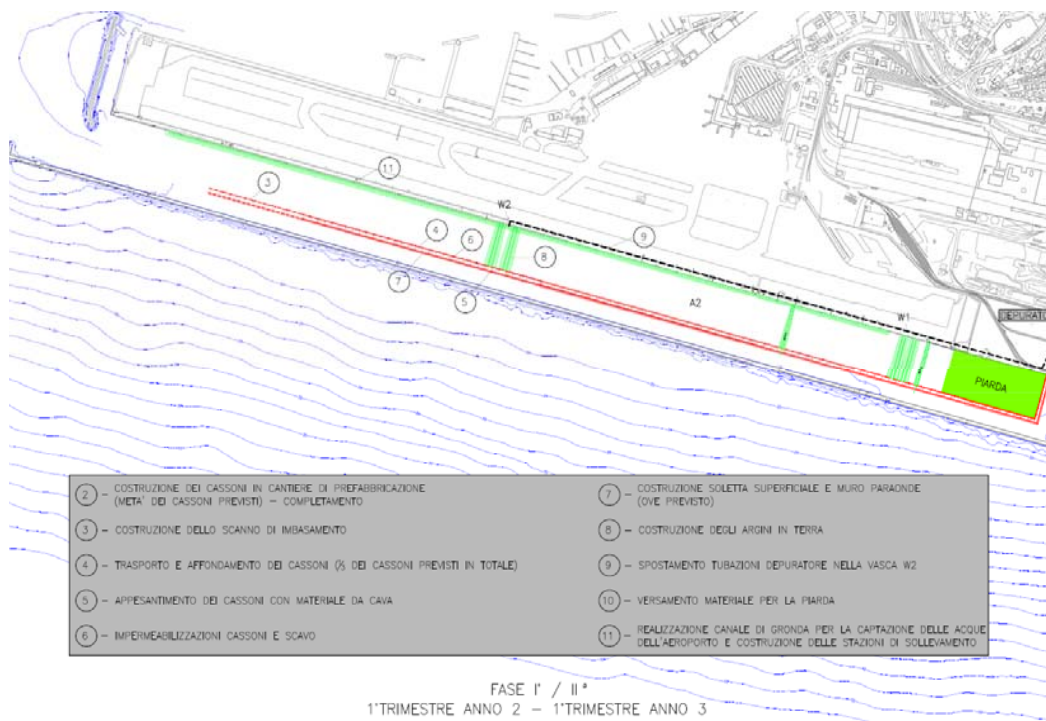 11
3
W2
4
6
9
8
7
5
A2
W1
DEPURATO
PIARDA
2 – COSTRUZIONE DEI CASSONI IN CANTIERE DI PREFABBRICAZIONE
(META' DEI CASSONI PREVISTI) – COMPLETAMENTO
3 – COSTRUZIONE DELLO SCANNO DI IMBASAMENTO
4 – TRASPORTO E AFFONDAMENTO DEI CASSONI ( DEI CASSONI PREVISTI IN TOTALE)
5 – APPESANTIMENTO DEI CASSONI CON MATERIALE DA CAVA
6 – IMPERMEABILIZZAZIONI CASSONI E SCAVO
7 – COSTRUZIONE SOLETTA SUPERFICIALE E MURO PARAONDE
(OVE PREVISTO)
8 – COSTRUZIONE DEGLI ARGINI IN TERRA
9 – SPOSTAMENTO TUBAZIONI DEPURATORE NELLA VASCA W2
10 – VERSAMENTO MATERIALE PER LA PIARDA
11 – REALIZZAZIONE CANALE DI GRONDA PER LA CAPTAZIONE DELLE ACQUE
DELL'AEROPORTO E COSTRUZIONE DELLE STAZIONI DI SOLLEVAMENTO
FASE I° / II°
1°TRIMESTRE ANNO 2 – 1°TRIMESTRE ANNO 3